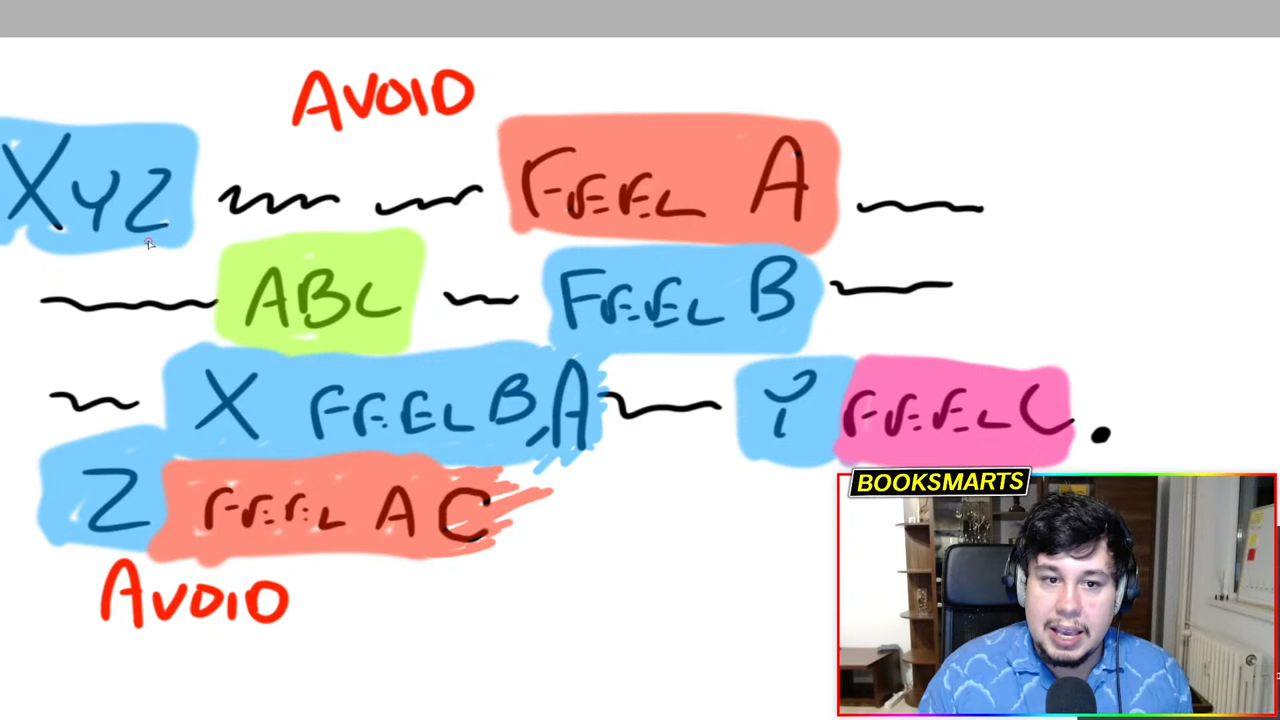 AVOID
XYZ FEEL A
ABC FEEL B
X FEEL B,A Y FEEL C.
Z FEEL A C
AVOID
BOOKSMARTS